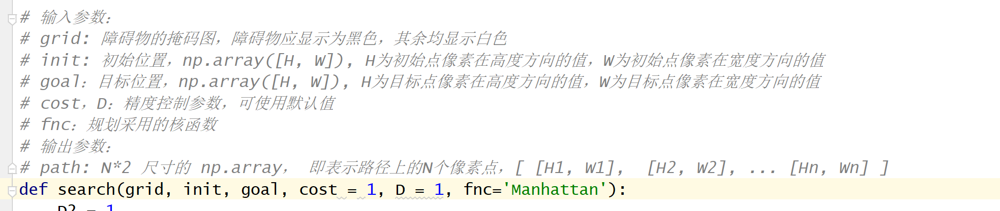 # 输入参数：
# grid: 障碍物的掩码图，障碍物应显示为黑色，其余均显示白色
# init: 初始位置，np.array([H, W]), H为初始点像素在高度方向的值，W为初始点像素在宽度方向的值
# goal：目标位置，np.array([H, W]), H为目标点像素在高度方向的值，W为目标点像素在宽度方向的值
# cost，D：精度控制参数，可使用默认值
# fnc：规划采用的核函数
# 输出参数：
# path: N*2 尺寸的 np.array， 即表示路径上的N个像素点，[ [H1, W1],  [H2, W2], ... [Hn, Wn] ]
def search(grid, init, goal, cost = 1, D = 1, fnc='Manhattan'):
D2 = 1